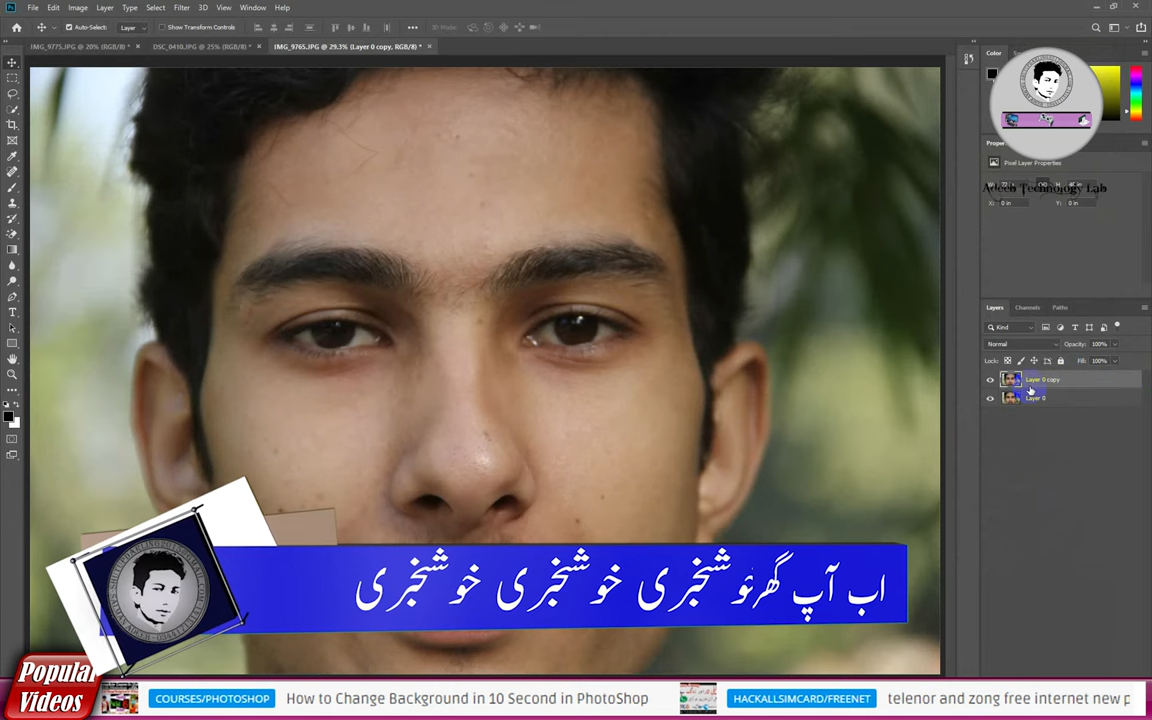 File Edit Image Layer Type Select Filter 3D View Window Help
Auto-Select: Layer Show Transform Controls 3D Mode:
IMG_9775.JPG @ 20% (RGB/8) * DSC_0410.JPG @ 25% (RGB/8) * IMG_9765.JPG @ 29.3% (Layer 0 copy, RGB/8) *
Color
Pixel Layer Properties
Adeeb Technology Lab
X: 0 in Y: 0 in
Layers Channels Paths
Kind
Normal Opacity: 100%
Lock: Fill: 100%
Layer 0 copy
Layer 0
خوشخبری خوشخبری
اب آپ گھر
Popular Videos
COURSES/PHOTOSHOP How to Change Background in 10 Second in PhotoShop HACKALLSIMCARD/FREENET telenor and zong free internet new p